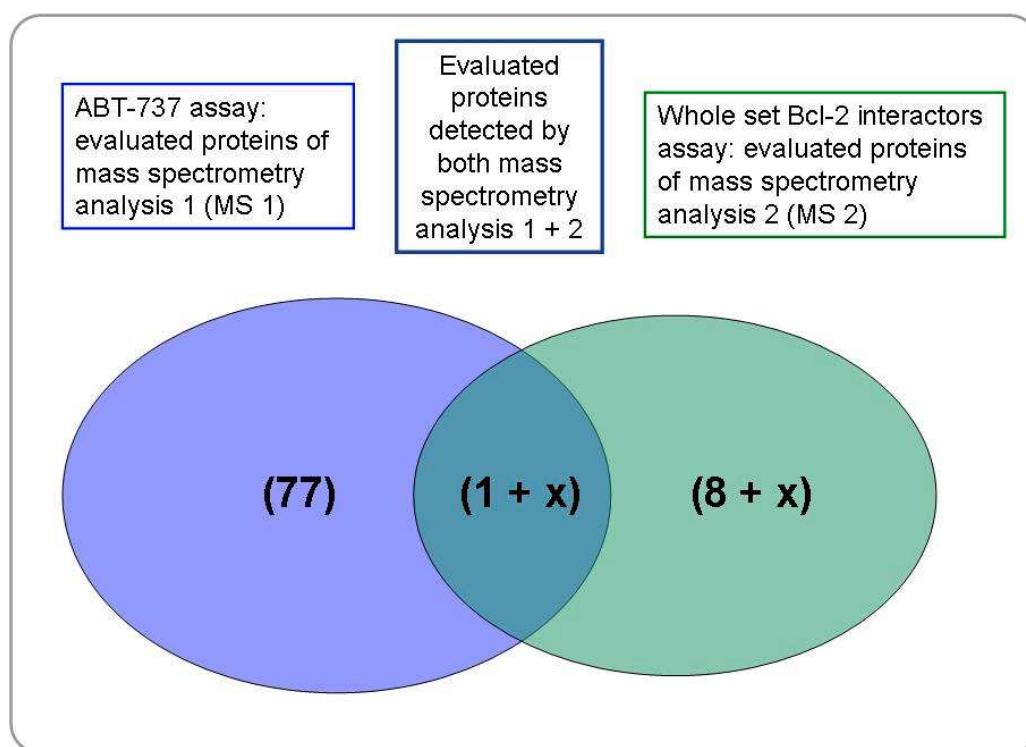 ABT-737 assay:
evaluated proteins of
mass spectrometry
analysis 1 (MS 1)
Evaluated
proteins
detected by
both mass
spectrometry
analysis 1 + 2
Whole set Bcl-2 interactors
assay: evaluated proteins
of mass spectrometry
analysis 2 (MS 2)
(77)
(1 + x)
(8 + x)